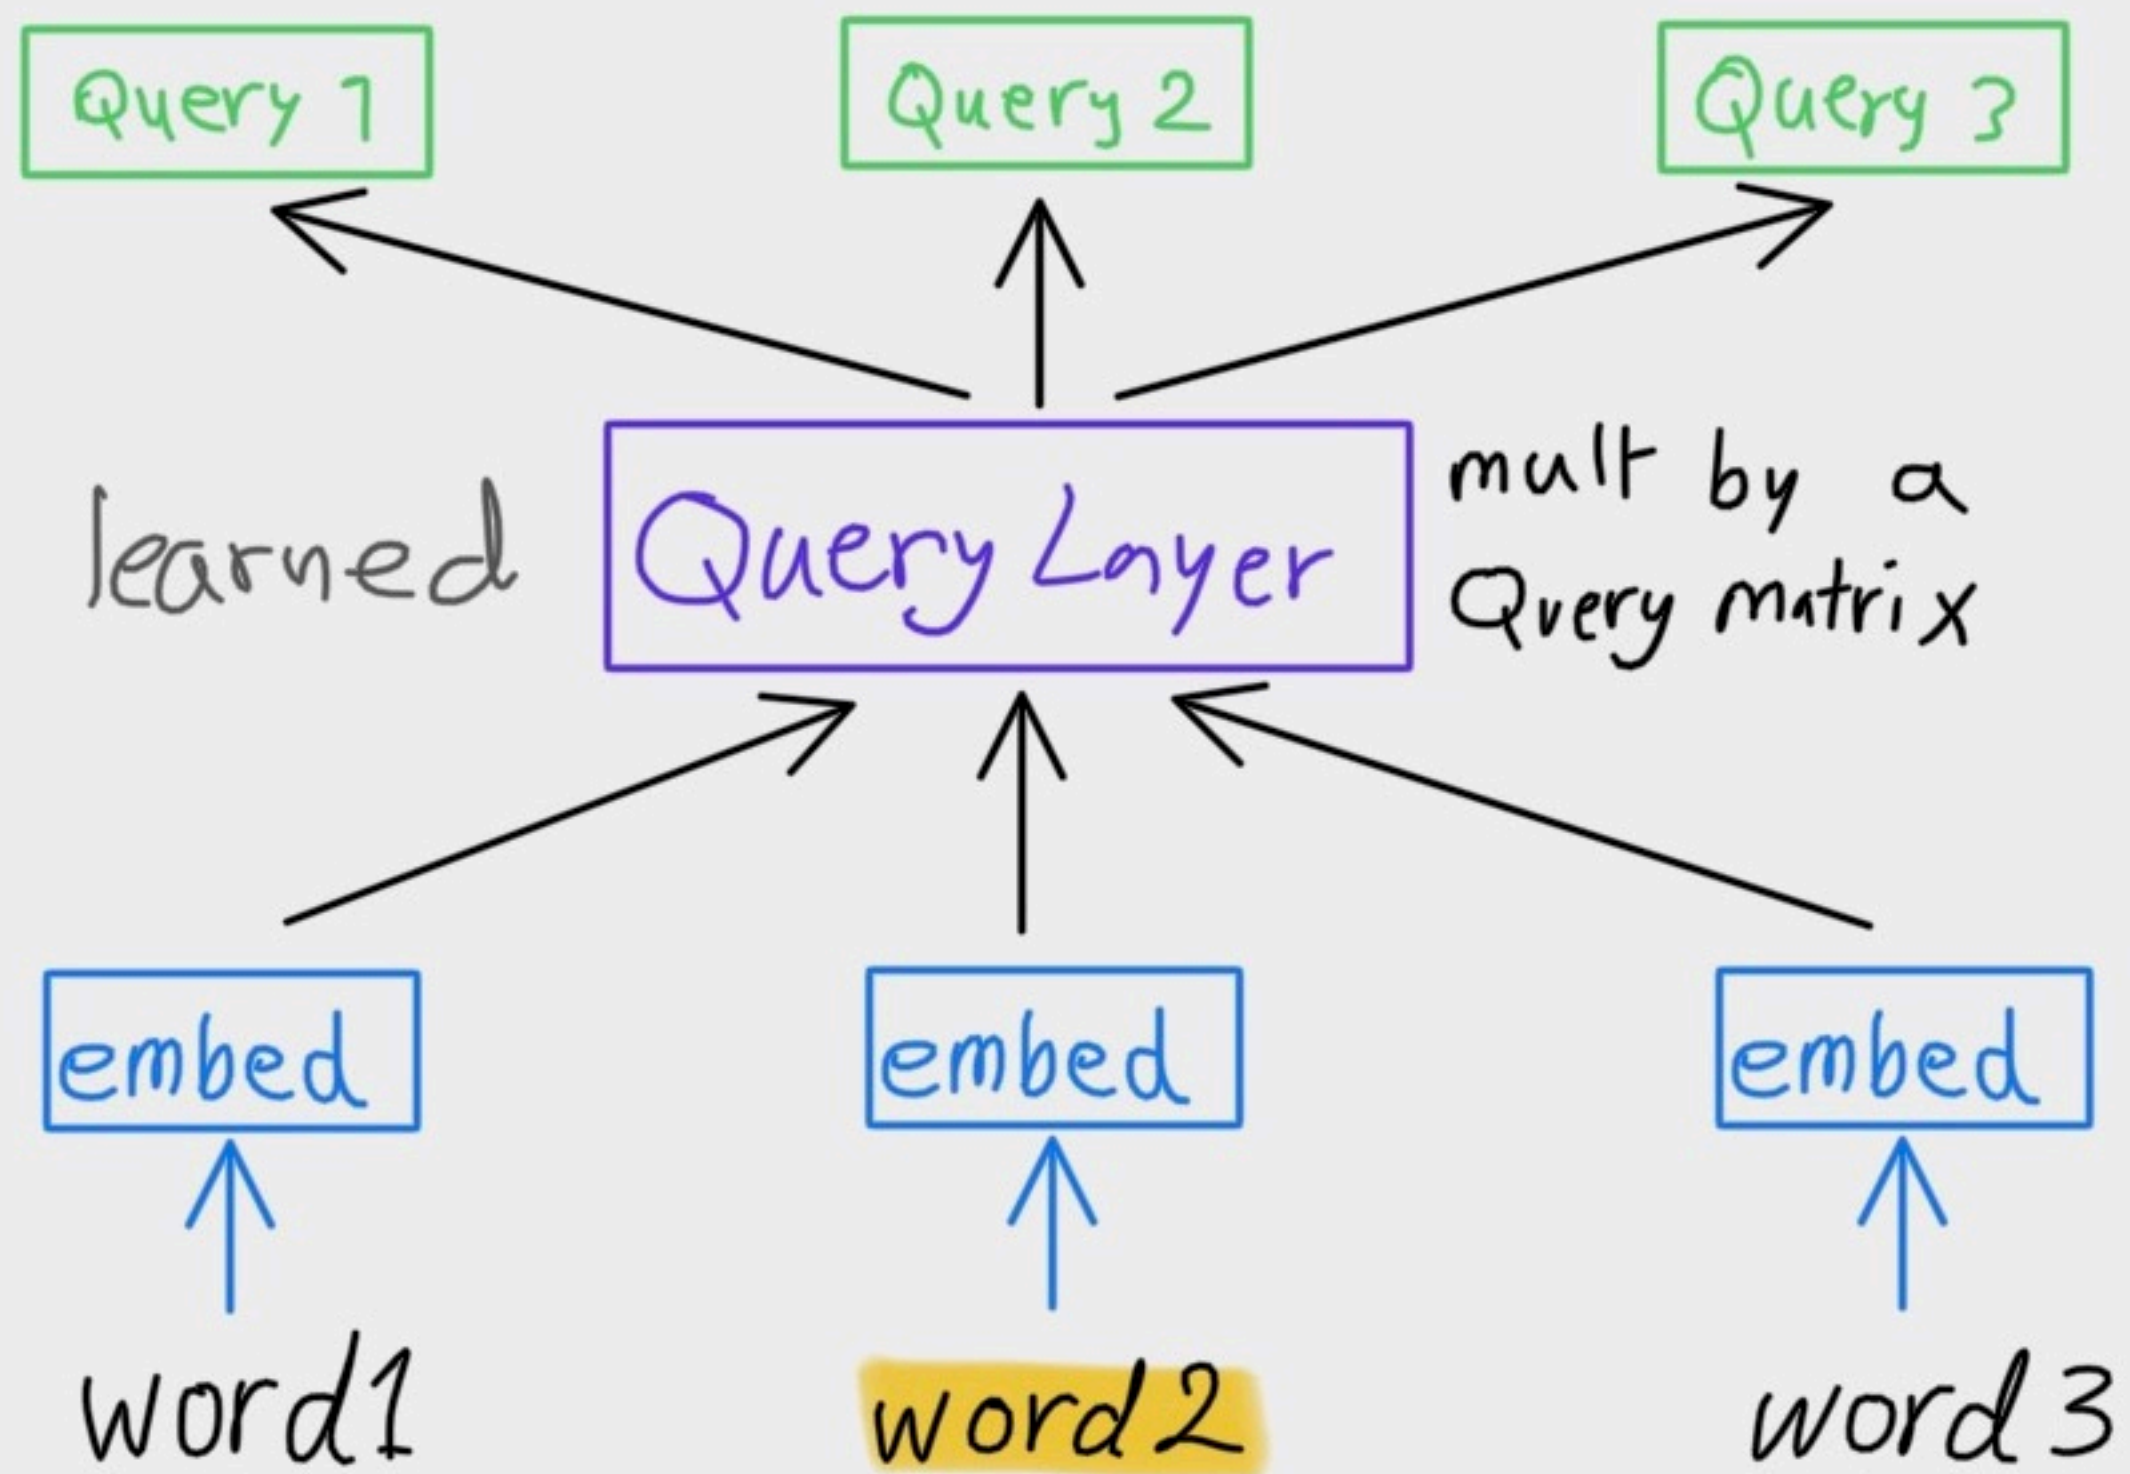 Query 1
Query 2
Query 3
learned
Query Layer
mult by a
Query matrix
embed
embed
embed
word1
word2
word3